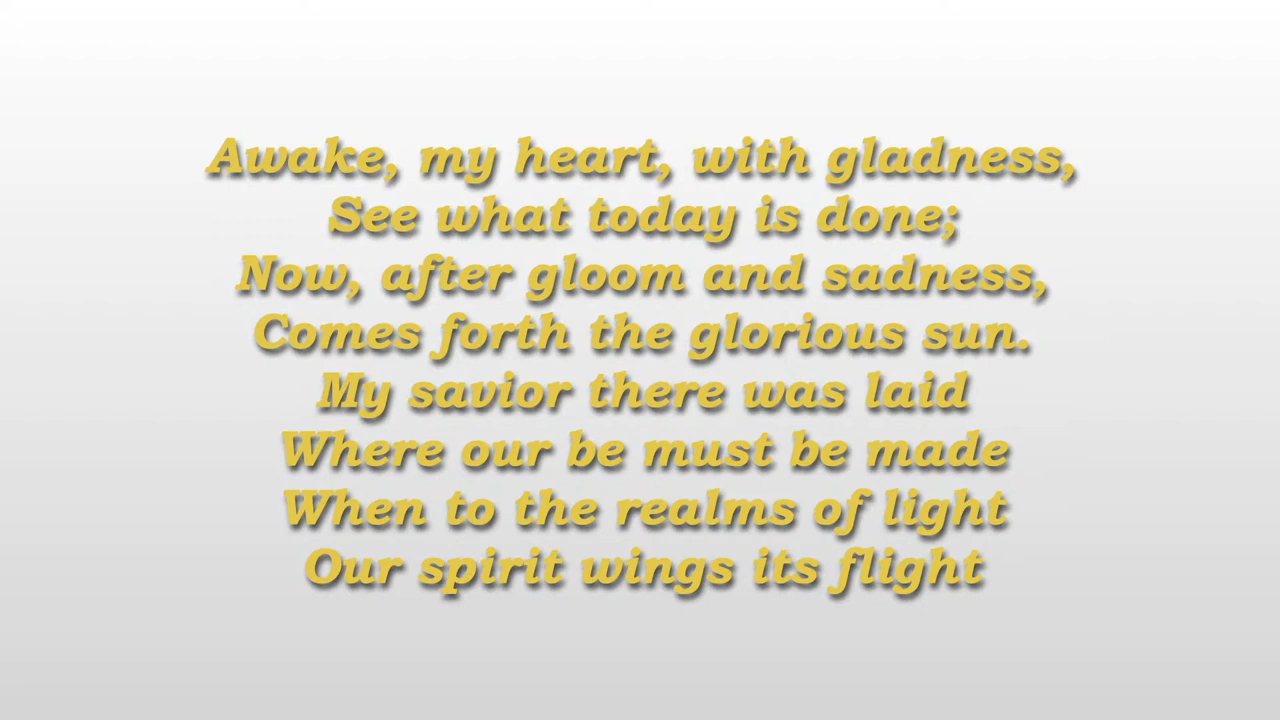 Awake, my heart, with gladness,
See what today is done;
Now, after gloom and sadness,
Comes forth the glorious sun.
My savior there was laid
Where our be must be made
When to the realms of light
Our spirit wings its flight